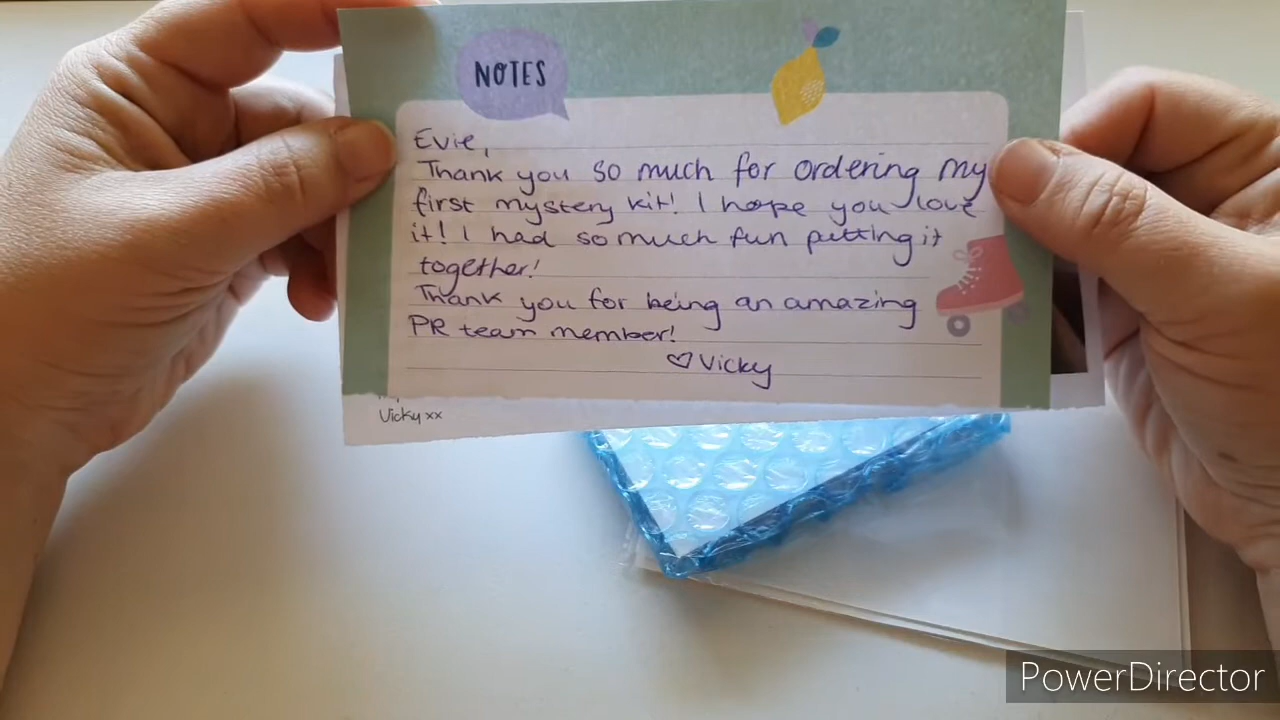 NOTES
Evie,
Thank you so much for ordering my
first mystery kit! I hope you love
it! I had so much fun putting it
together!
Thank you for being an amazing
PR team member!
♡ Vicky
Vicky xx
PowerDirector